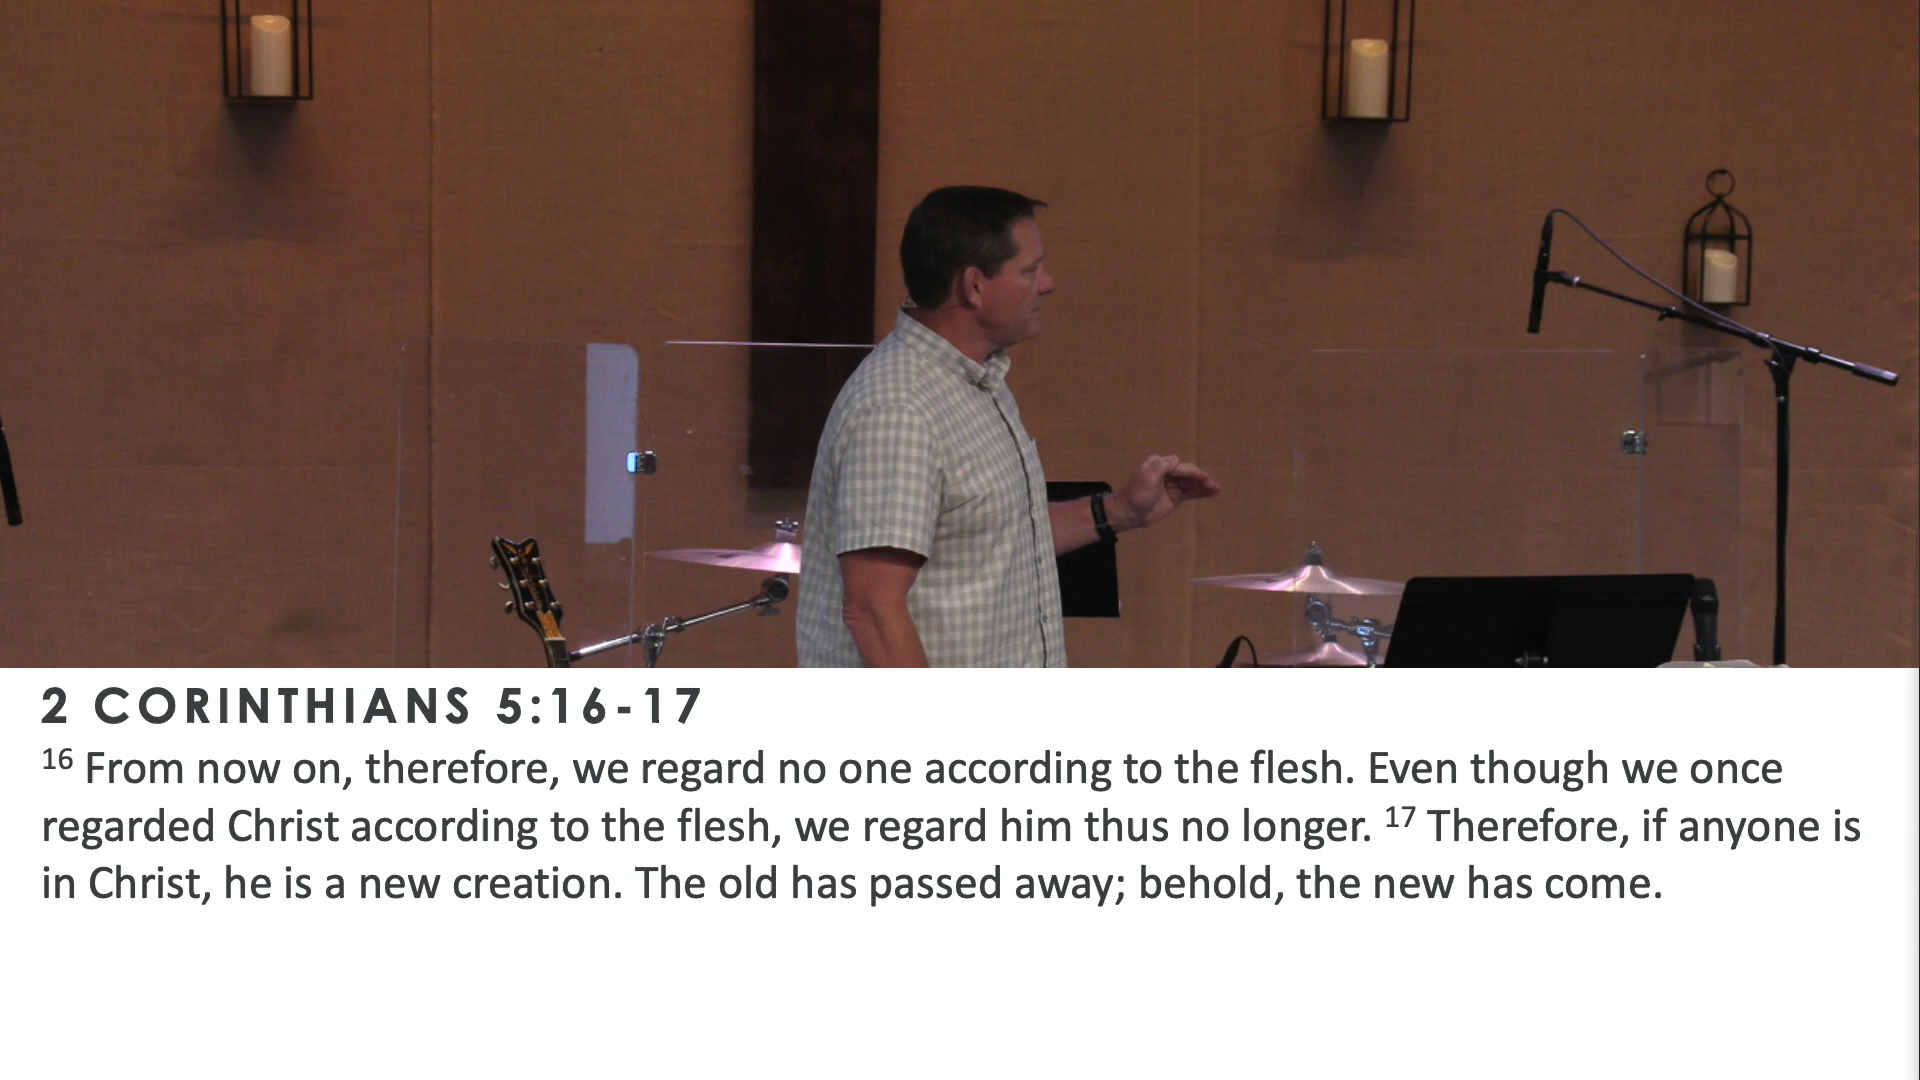 2 CORINTHIANS 5:16-17
16 From now on, therefore, we regard no one according to the flesh. Even though we once
regarded Christ according to the flesh, we regard him thus no longer. 17 Therefore, if anyone is
in Christ, he is a new creation. The old has passed away; behold, the new has come.